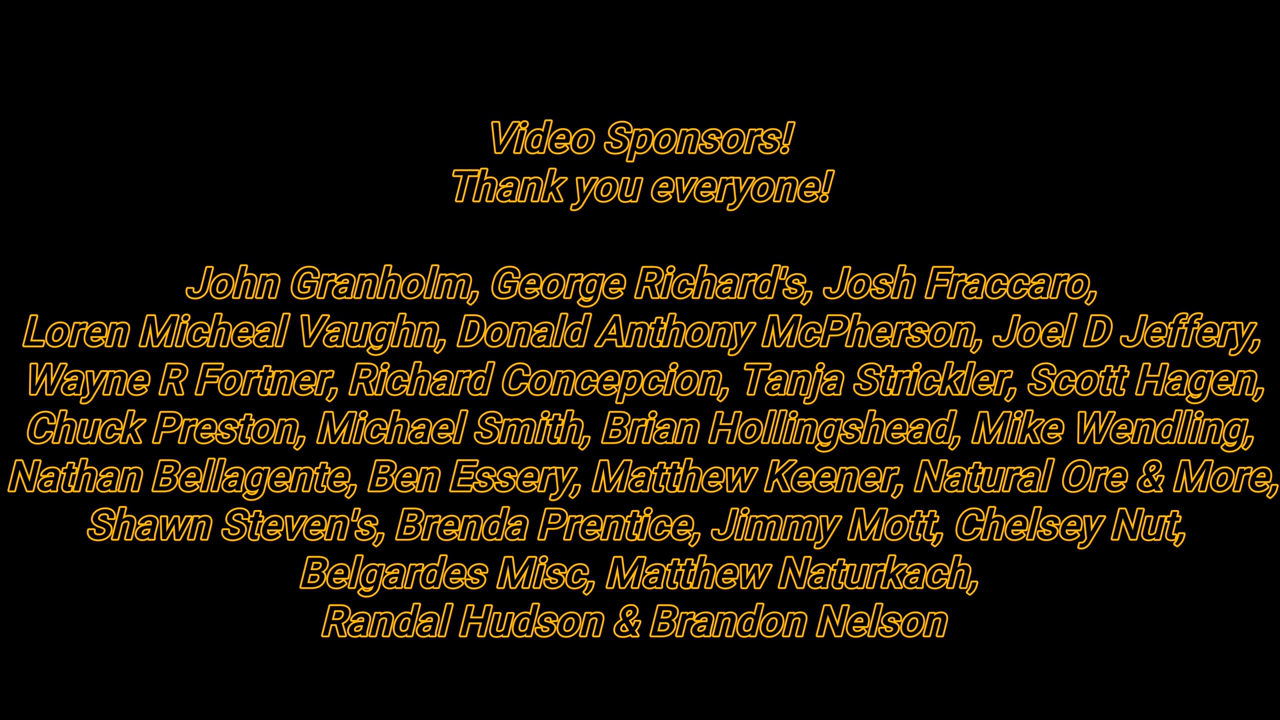 Video Sponsors!
Thank you everyone!
John Granholm, George Richard's, Josh Fraccaro,
Loren Micheal Vaughn, Donald Anthony McPherson, Joel D Jeffery,
Wayne R Fortner, Richard Concepcion, Tanja Strickler, Scott Hagen,
Chuck Preston, Michael Smith, Brian Hollingshead, Mike Wendling,
Nathan Bellagente, Ben Essery, Matthew Keener, Natural Ore & More,
Shawn Steven's, Brenda Prentice, Jimmy Mott, Chelsey Nut,
Belgardes Misc, Matthew Naturkach,
Randal Hudson & Brandon Nelson